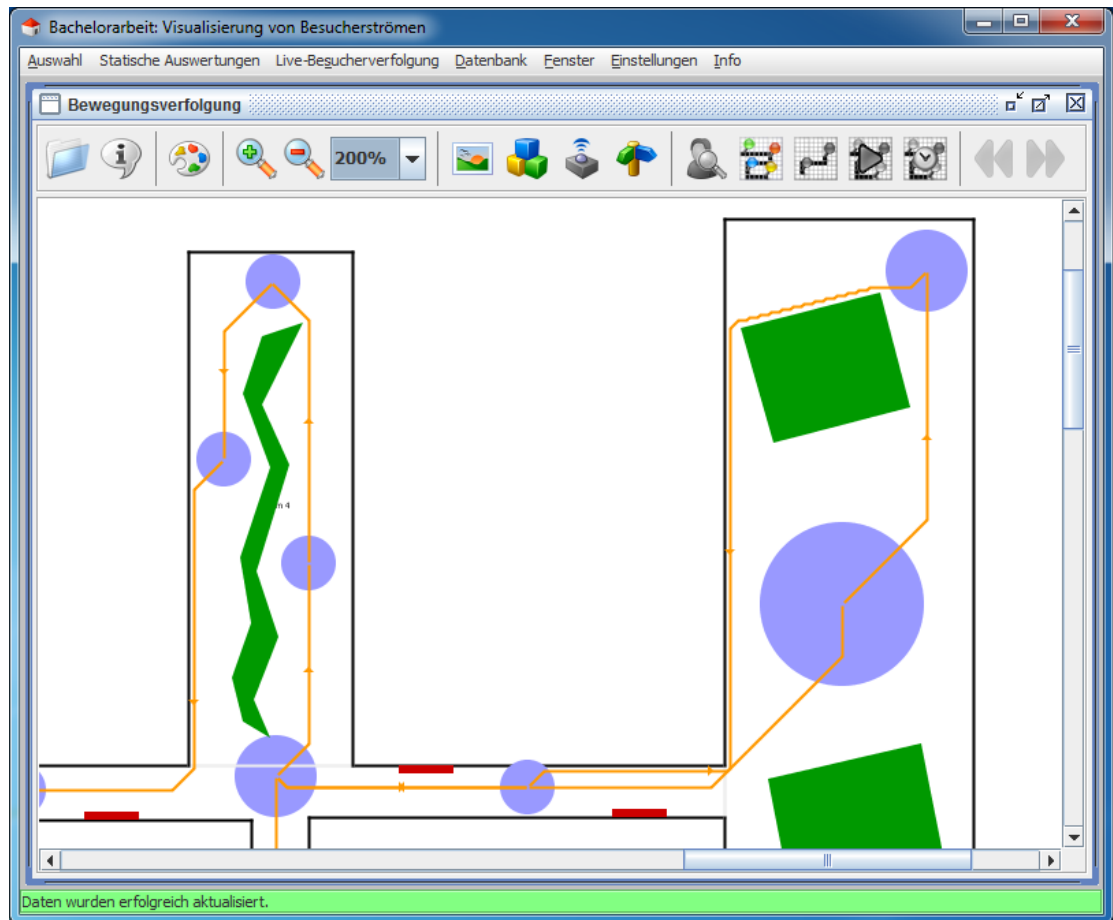 Bachelorarbeit: Visualisierung von Besucherströmen
Auswahl Statische Auswertungen Live-Besucherverfolgung Datenbank Fenster Einstellungen Info
Bewegungsverfolgung
200%
n 4
Daten wurden erfolgreich aktualisiert.